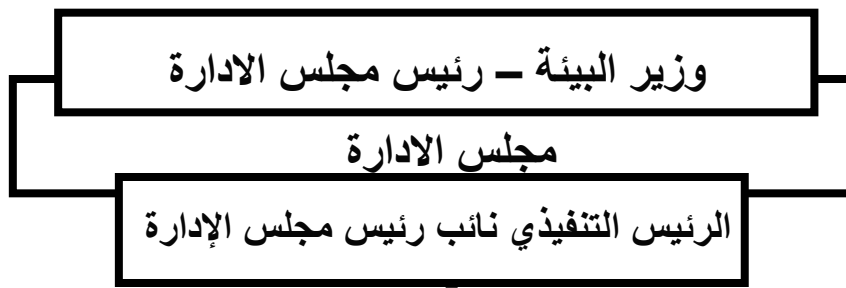 وزير البيئة – رئيس مجلس الادارة
مجلس الادارة
الرئيس التنفيذي نائب رئيس مجلس الإدارة